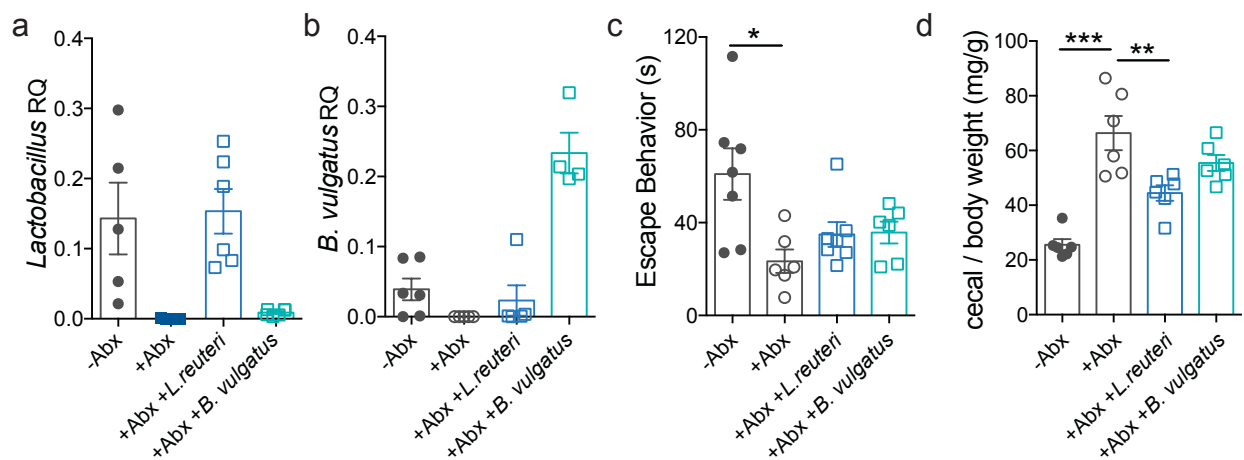 a
Lactobacillus RQ
0.4
0.3
0.2
0.1
0.0
-Abx
+Abx
+Abx +L.reuteri
+Abx +B. vulgatus
b
B. vulgatus RQ
0.4
0.2
0.1
0.0
-Abx
+Abx
+Abx +L.reuteri
+Abx +B. vulgatus
c
Escape Behavior (s)
120
80
40
0
*
-Abx
+Abx
+Abx +L.reuteri
+Abx +B. vulgatus
d
cecal / body weight (mg/g)
100
80
60
40
20
0
***
**
-Abx
+Abx
+Abx +L.reuteri
+Abx +B. vulgatus